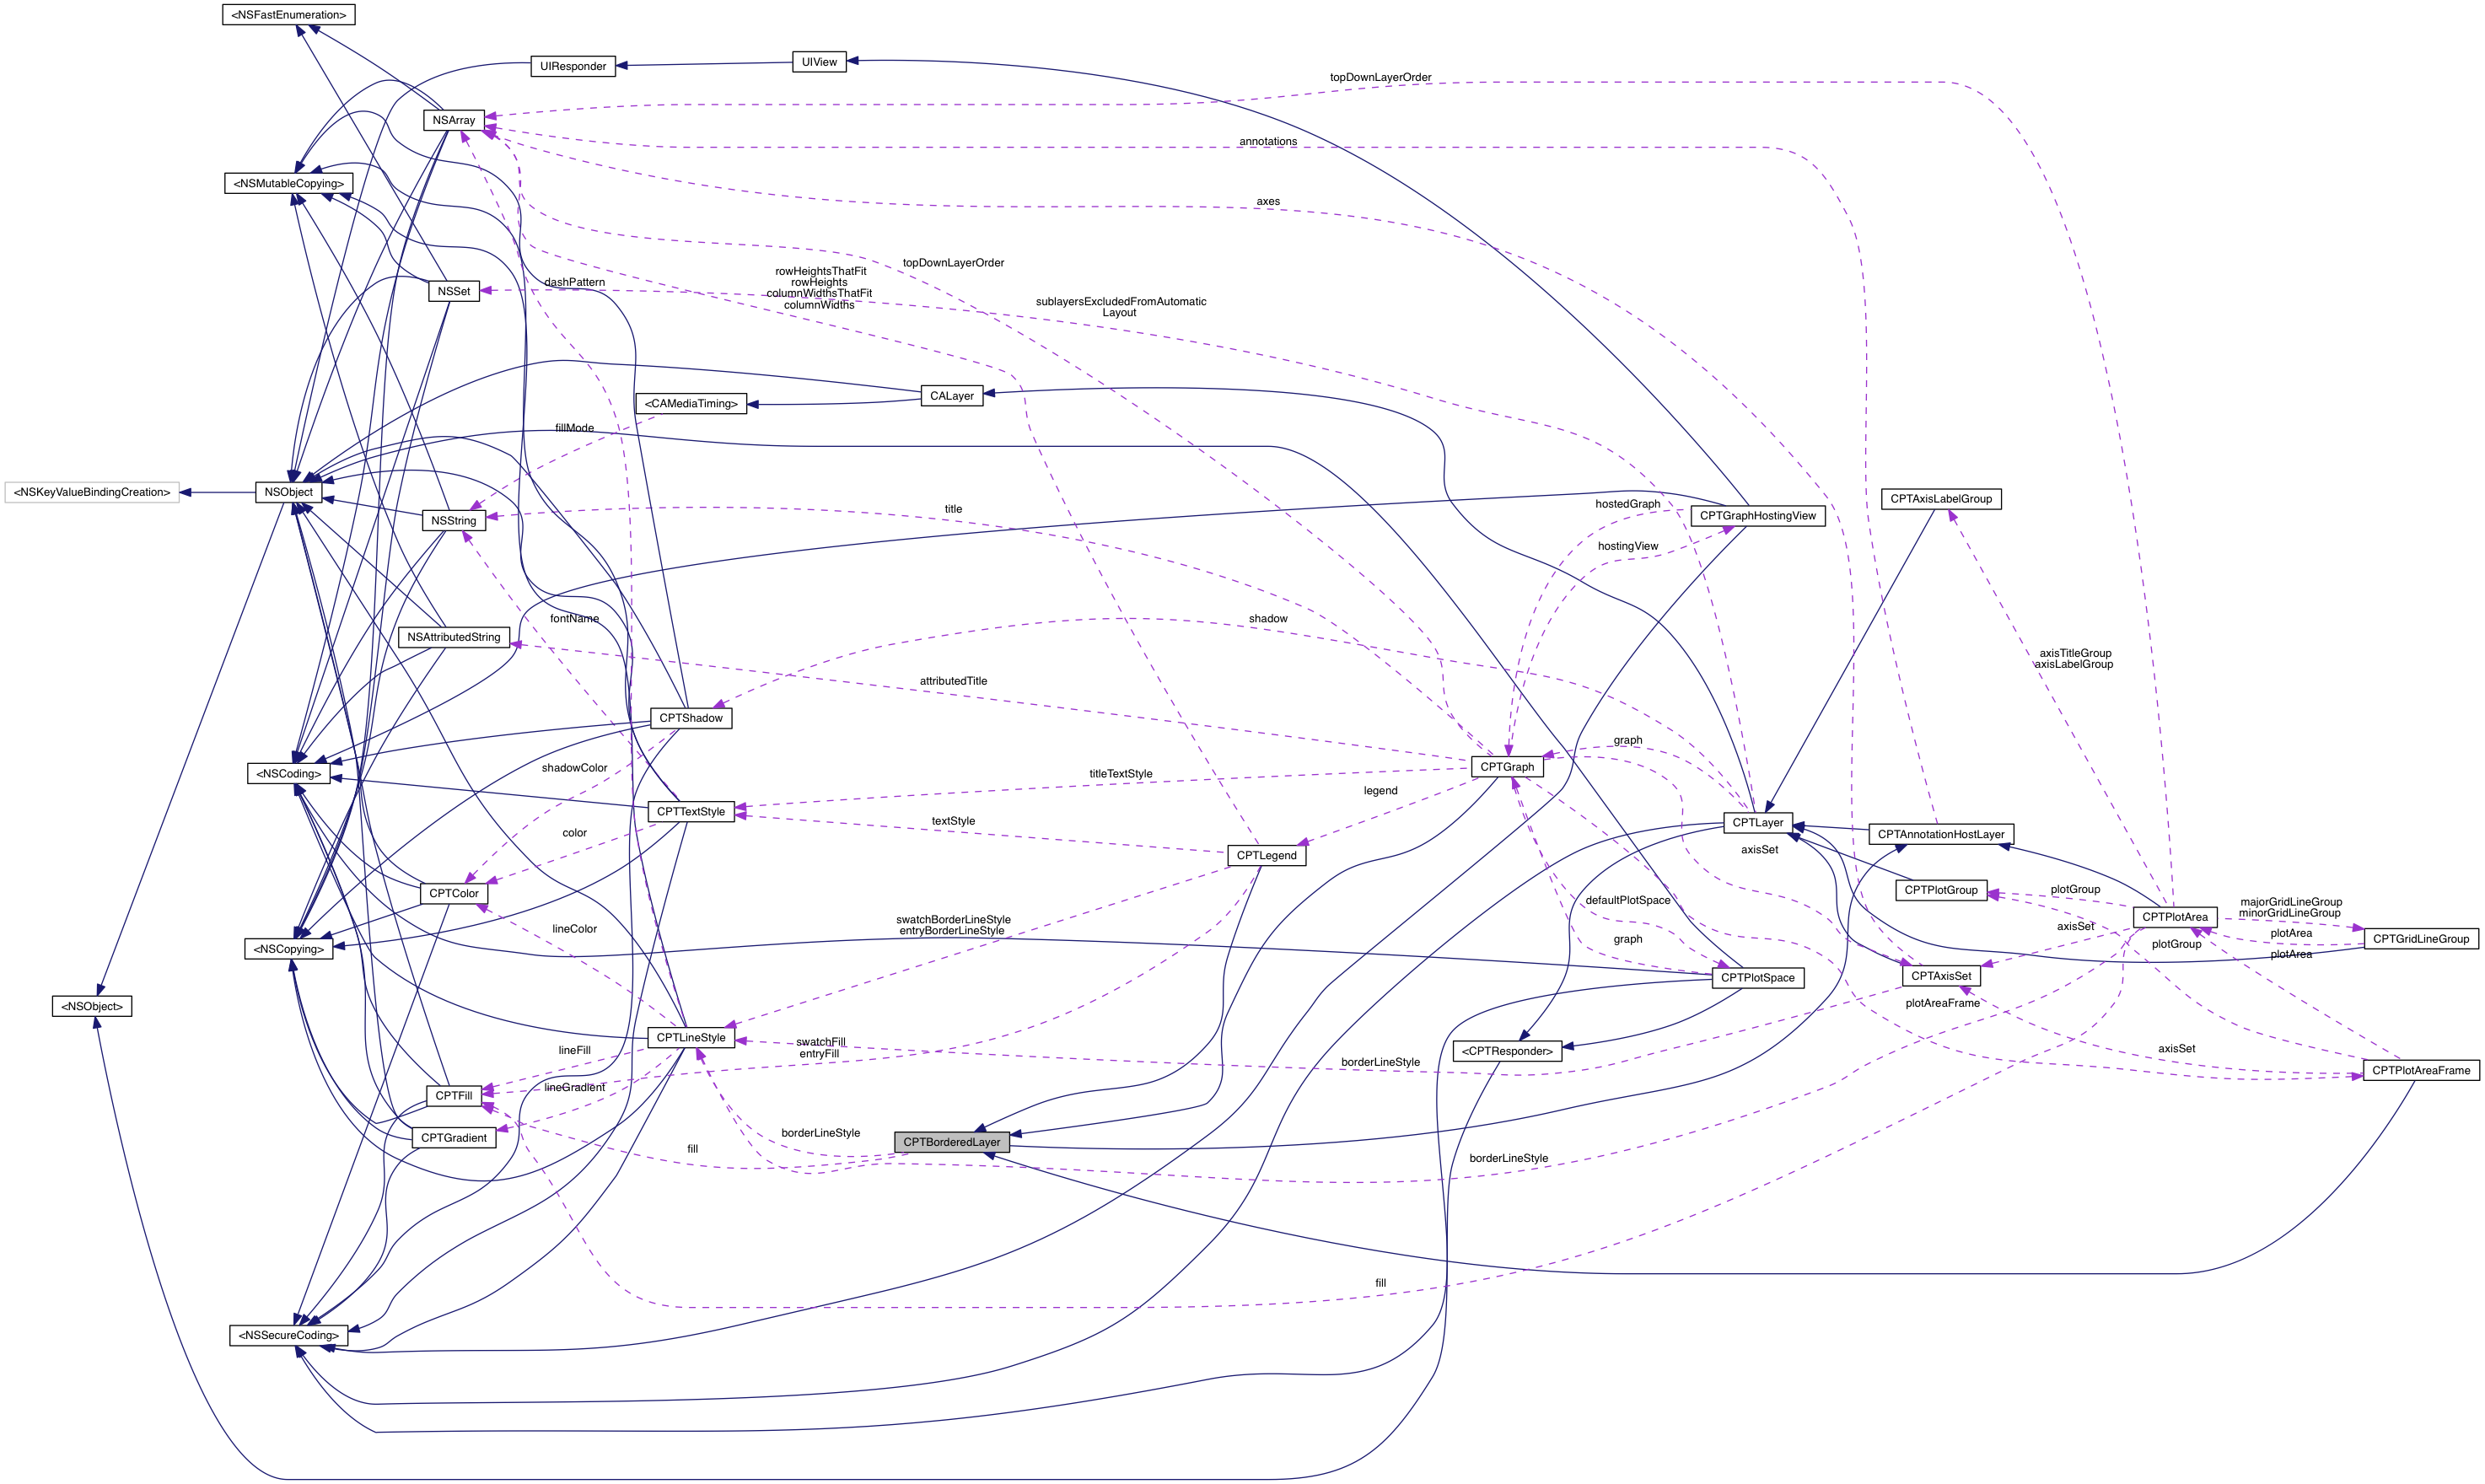 <NSFastEnumeration>
UIResponder
UIView
topDownLayerOrder
NSArray
annotations
<NSMutableCopying>
axes
topDownLayerOrder
rowHeightsThatFit
rowHeights
columnWidthsThatFit
columnWidths
dashPattern
NSSet
sublayersExcludedFromAutomatic
Layout
CALayer
<CAMediaTiming>
fillMode
<NSKeyValueBindingCreation>
NSObject
NSString
title
hostedGraph
CPTGraphHostingView
CPTAxisLabelGroup
hostingView
fontName
shadow
NSAttributedString
axisTitleGroup
axisLabelGroup
attributedTitle
CPTShadow
graph
shadowColor
<NSCoding>
titleTextStyle
CPTGraph
legend
CPTTextStyle
color
textStyle
CPTLayer
CPTAnnotationHostLayer
axisSet
CPTLegend
CPTColor
defaultPlotSpace
CPTPlotGroup
plotGroup
majorGridLineGroup
minorGridLineGroup
swatchBorderLineStyle
entryBorderLineStyle
lineColor
CPTPlotArea
axisSet
plotArea
CPTGridLineGroup
<NSCopying>
graph
plotGroup
plotArea
CPTPlotSpace
CPTAxisSet
<NSObject>
plotAreaFrame
CPTLineStyle
lineFill
swatchFill
entryFill
<CPTResponder>
borderLineStyle
axisSet
CPTPlotAreaFrame
lineGradient
CPTFill
CPTGradient
borderLineStyle
CPTBorderedLayer
fill
borderLineStyle
fill
<NSSecureCoding>